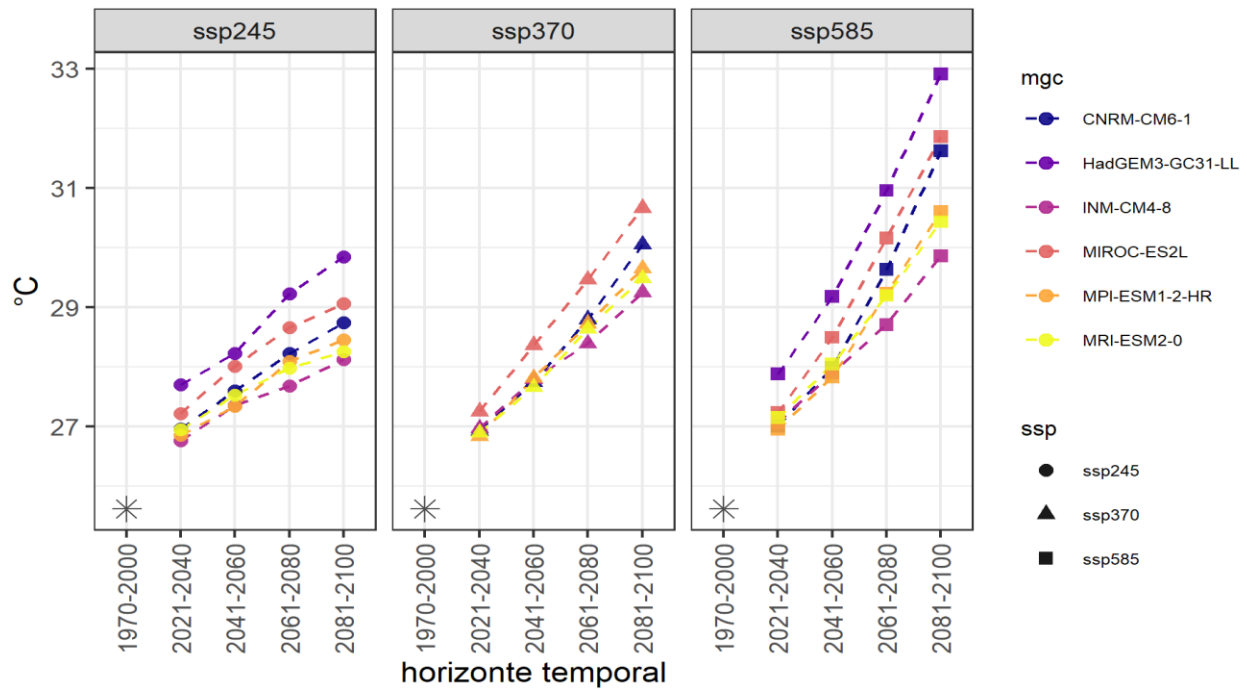 ssp245
ssp370
ssp585
33
31
29
27
°C
1970-2000
2021-2040
2041-2060
2061-2080
2081-2100
1970-2000
2021-2040
2041-2060
2061-2080
2081-2100
1970-2000
2021-2040
2041-2060
2061-2080
2081-2100
horizonte temporal
mgc
CNRM-CM6-1
HadGEM3-GC31-LL
INM-CM4-8
MIROC-ES2L
MPI-ESM1-2-HR
MRI-ESM2-0
ssp
ssp245
ssp370
ssp585